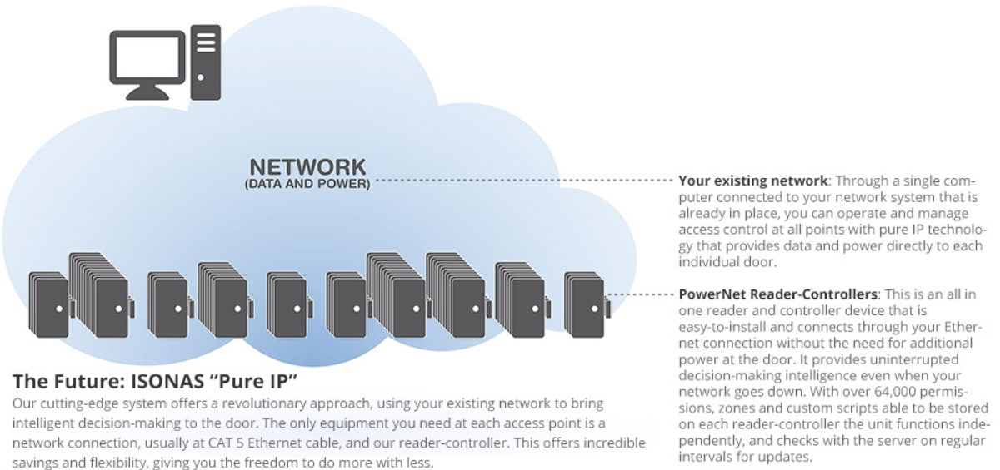 NETWORK
(DATA AND POWER)
Your existing network: Through a single com-
puter connected to your network system that is
already in place, you can operate and manage
access control at all points with pure IP technolo-
gy that provides data and power directly to each
individual door.
PowerNet Reader-Controllers: This is an all in
one reader and controller device that is
easy-to-install and connects through your Ether-
net connection without the need for additional
power at the door. It provides uninterrupted
decision-making intelligence even when your
network goes down. With over 64,000 permis-
sions, zones and custom scripts able to be stored
on each reader-controller the unit functions inde-
pendently, and checks with the server on regular
intervals for updates.
The Future: ISONAS “Pure IP”
Our cutting-edge system offers a revolutionary approach, using your existing network to bring
intelligent decision-making to the door. The only equipment you need at each access point is a
network connection, usually at CAT 5 Ethernet cable, and our reader-controller. This offers incredible
savings and flexibility, giving you the freedom to do more with less.